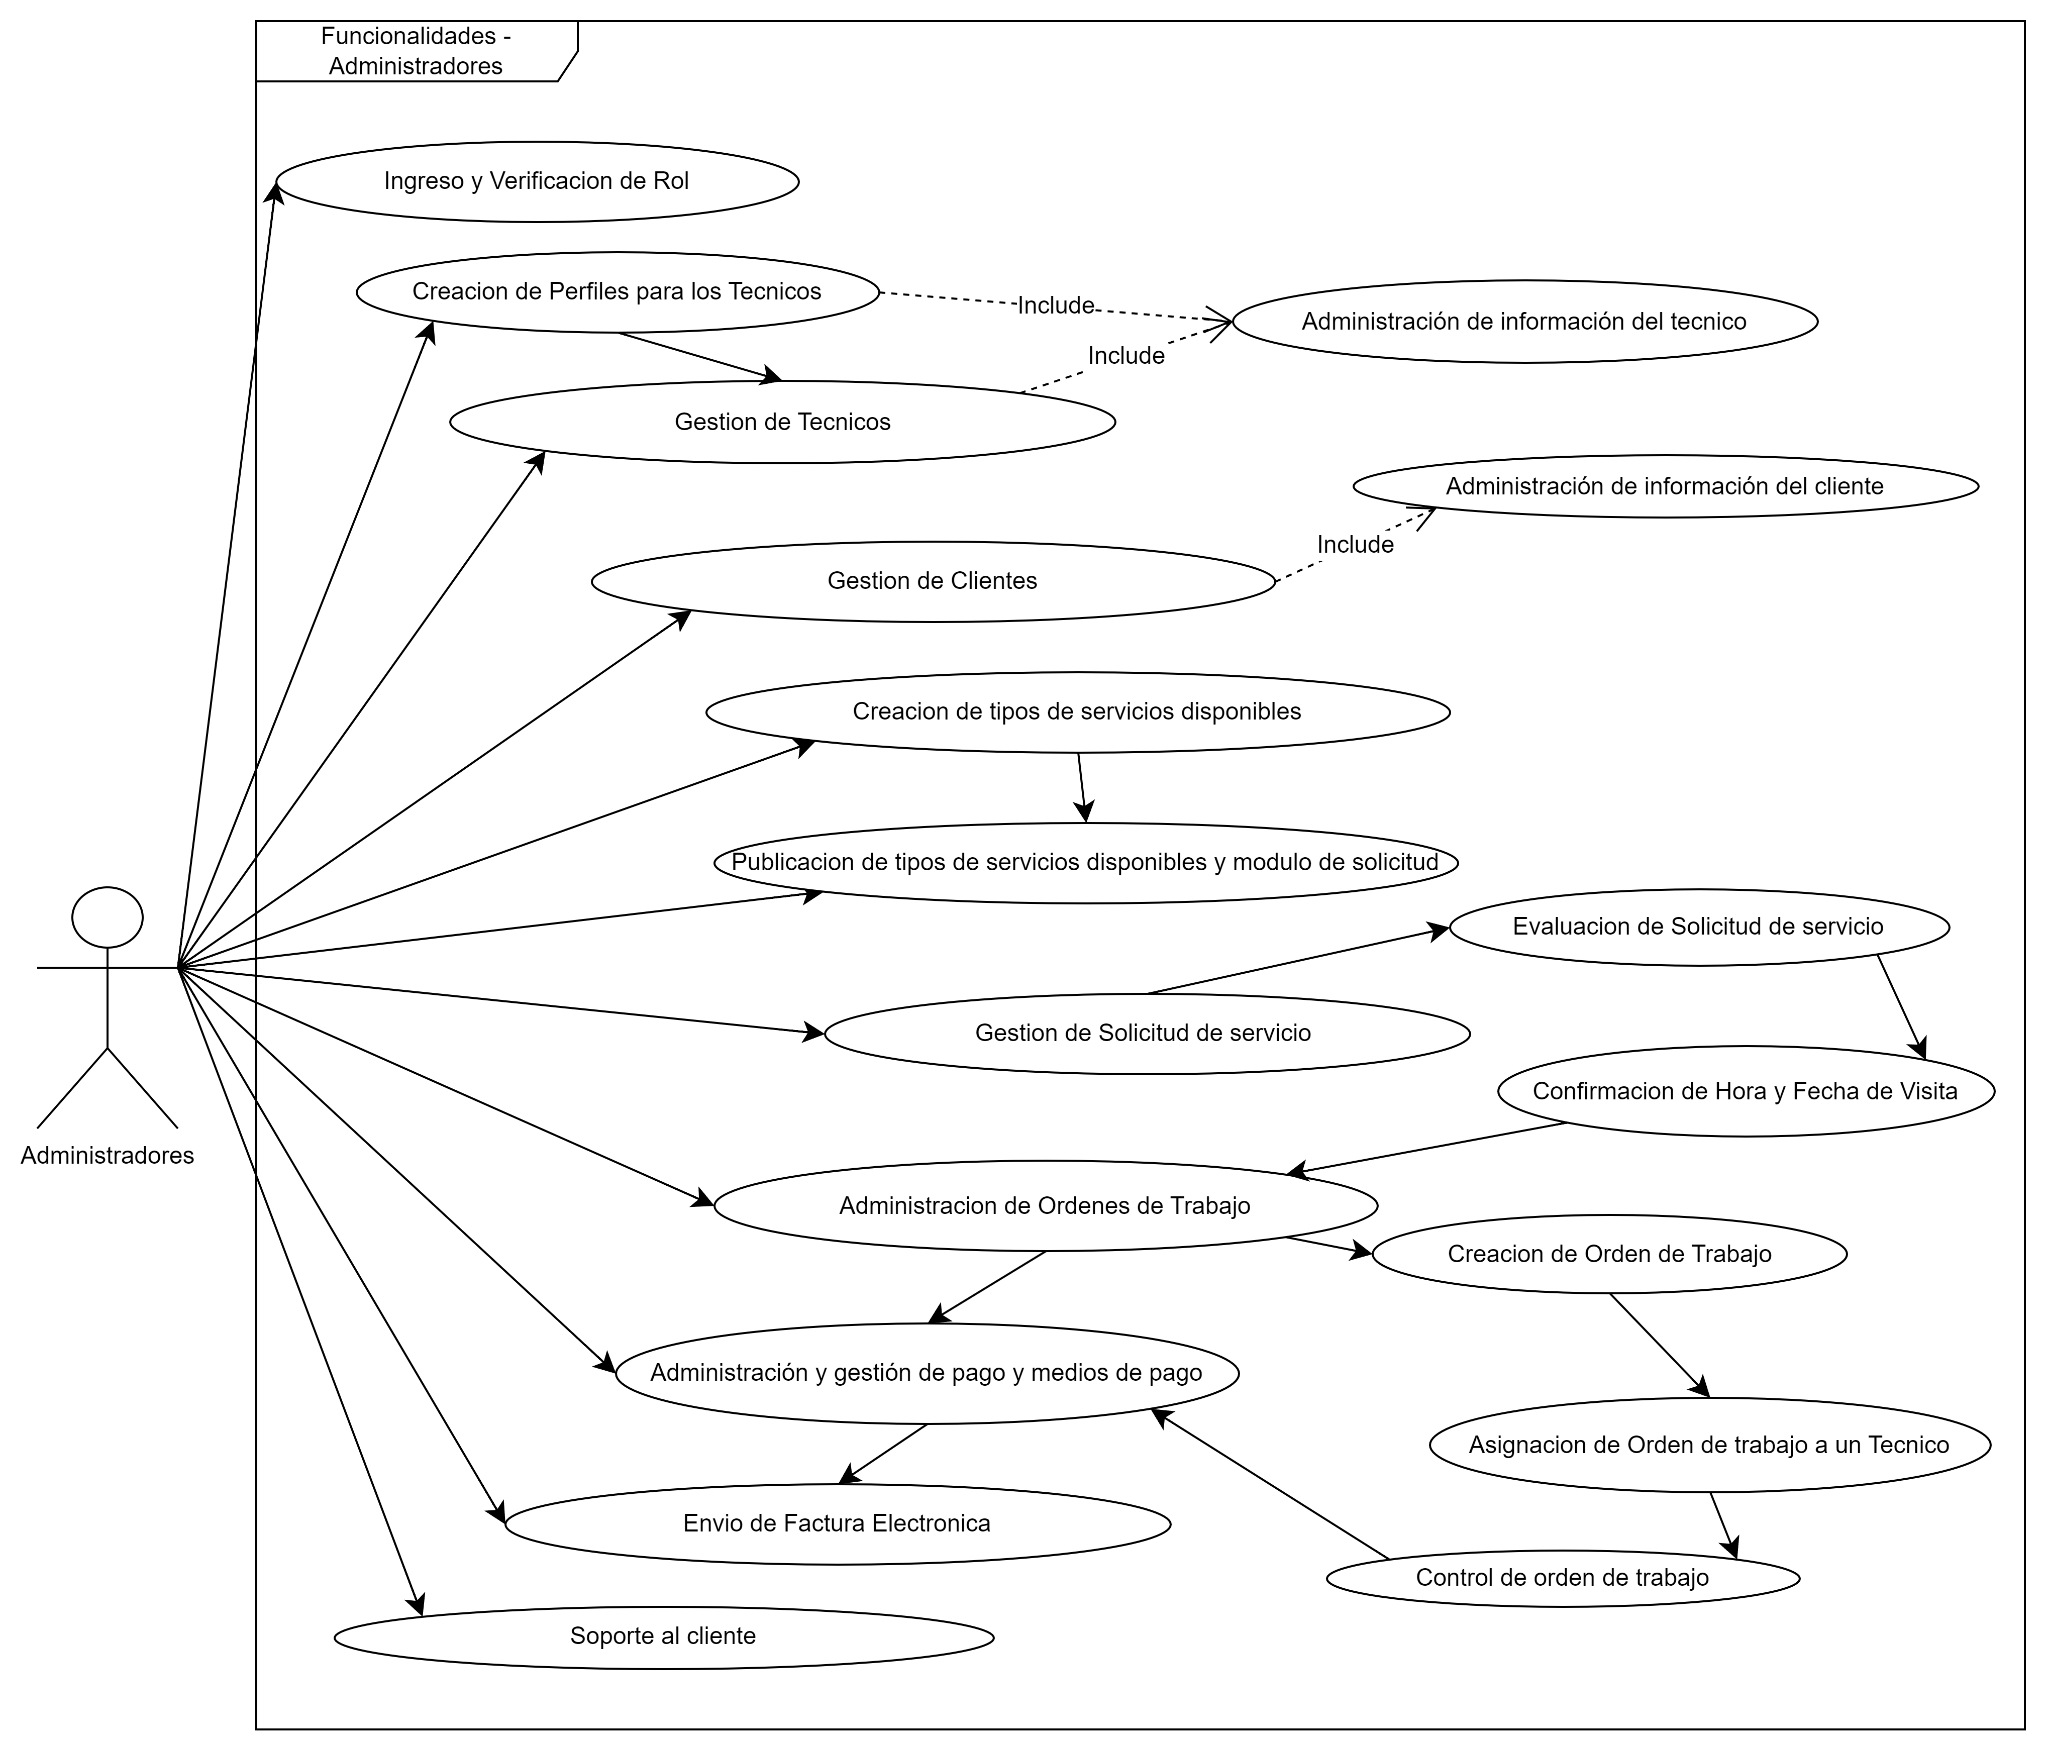 Funcionalidades -
Administradores
Ingreso y Verificacion de Rol
Creacion de Perfiles para los Tecnicos
Include
Administración de información del tecnico
Include
Gestion de Tecnicos
Administración de información del cliente
Include
Gestion de Clientes
Creacion de tipos de servicios disponibles
Publicacion de tipos de servicios disponibles y modulo de solicitud
Evaluacion de Solicitud de servicio
Gestion de Solicitud de servicio
Confirmacion de Hora y Fecha de Visita
Administradores
Administracion de Ordenes de Trabajo
Creacion de Orden de Trabajo
Administración y gestión de pago y medios de pago
Asignacion de Orden de trabajo a un Tecnico
Envio de Factura Electronica
Control de orden de trabajo
Soporte al cliente